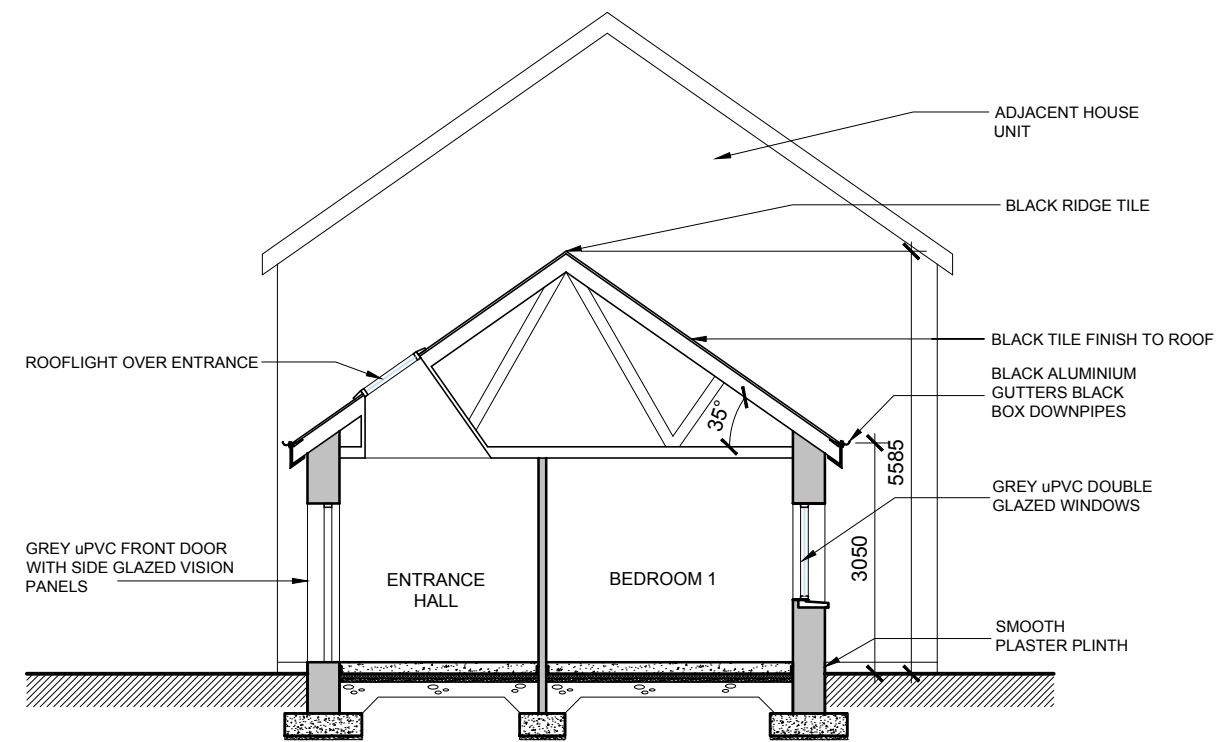 ADJACENT HOUSE
UNIT
BLACK RIDGE TILE
BLACK TILE FINISH TO ROOF
ROOFLIGHT OVER ENTRANCE
BLACK ALUMINIUM
GUTTERS BLACK
BOX DOWNPIPES
35°
5585
GREY uPVC DOUBLE
GLAZED WINDOWS
3050
GREY uPVC FRONT DOOR
WITH SIDE GLAZED VISION
PANELS
ENTRANCE
HALL
BEDROOM 1
SMOOTH
PLASTER PLINTH